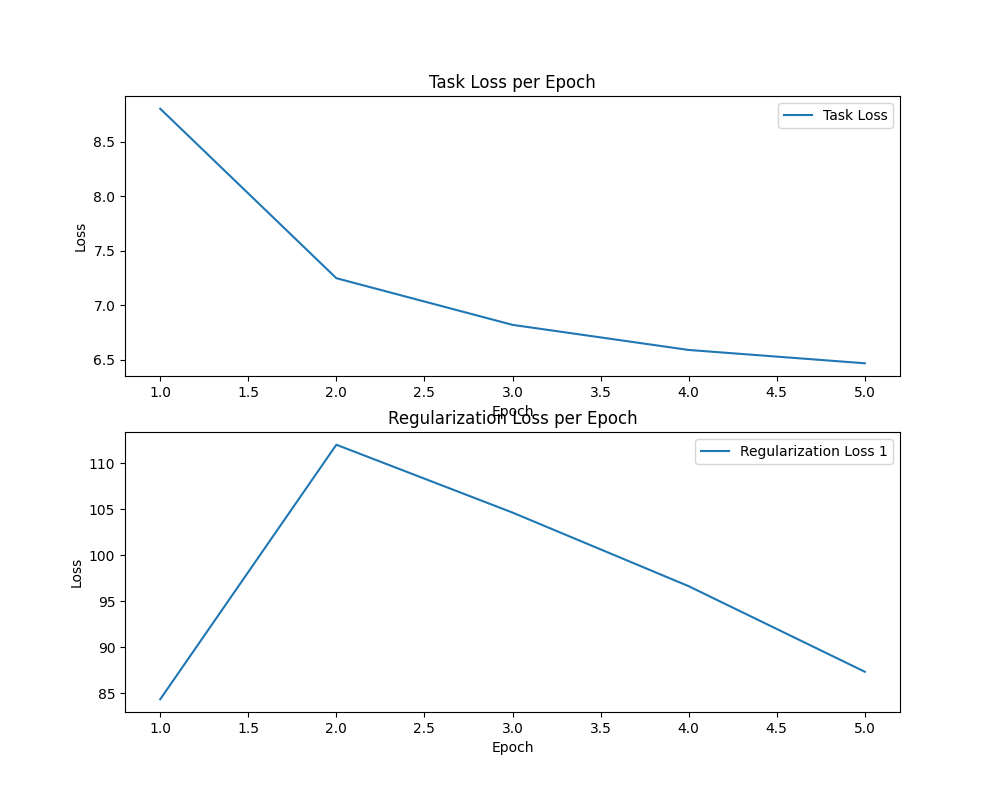 Task Loss per Epoch
Task Loss
Loss
8.5
8.0
7.5
7.0
6.5
1.0 1.5 2.0 2.5 3.0 3.5 4.0 4.5 5.0
Epoch
Regularization Loss per Epoch
Regularization Loss 1
Loss
110
105
100
95
90
85
1.0 1.5 2.0 2.5 3.0 3.5 4.0 4.5 5.0
Epoch